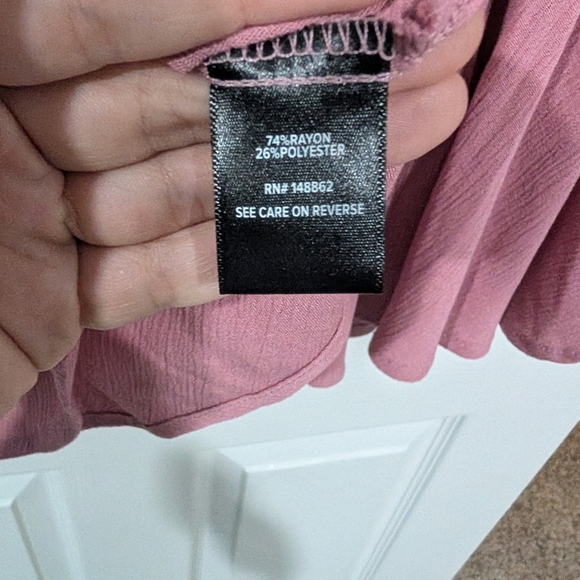 74%RAYON
26%POLYESTER
RN# 148862
SEE CARE ON REVERSE